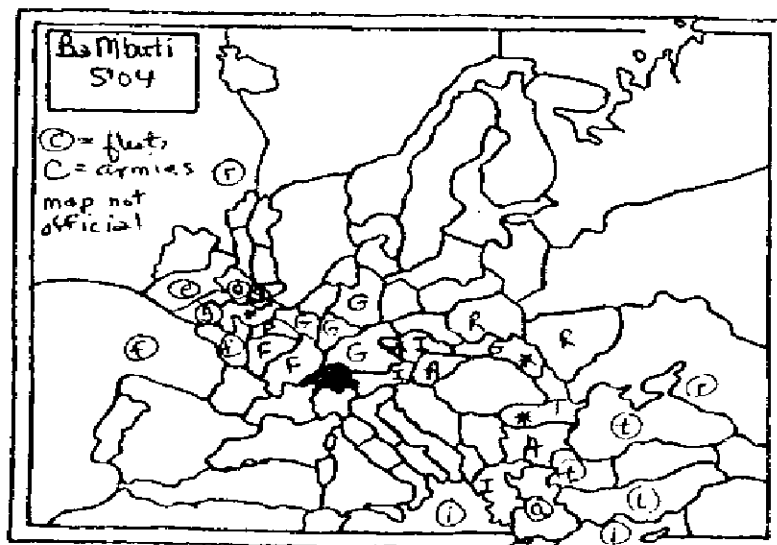 BaMbuti
S'04
c = fleets
C = armies
map not
official
r
G
R
R
G
f
F
F
G
I
G
r
I
A
t
T
A
t
I
a
i
i